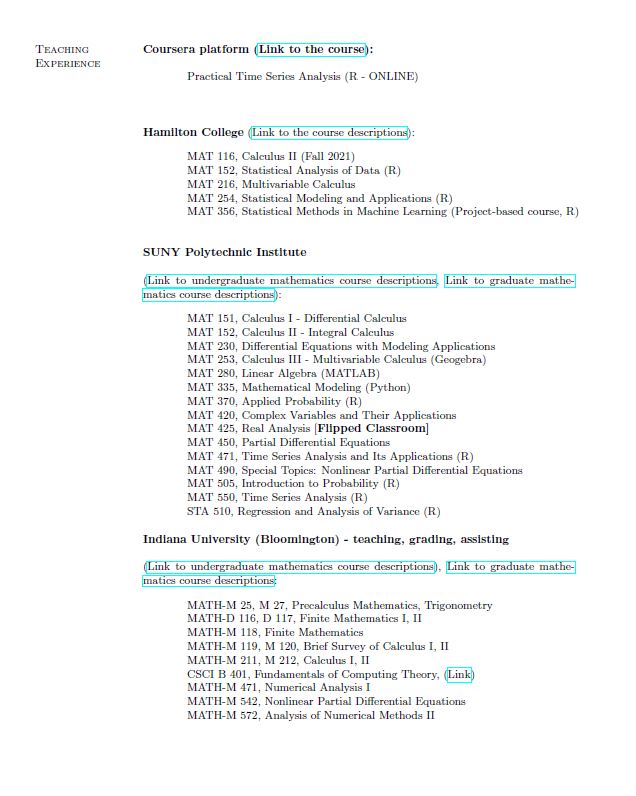 Teaching
Experience
Coursera platform (Link to the course):
Practical Time Series Analysis (R - ONLINE)
Hamilton College (Link to the course descriptions):
MAT 116, Calculus II (Fall 2021)
MAT 152, Statistical Analysis of Data (R)
MAT 216, Multivariable Calculus
MAT 254, Statistical Modeling and Applications (R)
MAT 356, Statistical Methods in Machine Learning (Project-based course, R)
SUNY Polytechnic Institute
(Link to undergraduate mathematics course descriptions, Link to graduate mathe-
matics course descriptions):
MAT 151, Calculus I - Differential Calculus
MAT 152, Calculus II - Integral Calculus
MAT 230, Differential Equations with Modeling Applications
MAT 253, Calculus III - Multivariable Calculus (Geogebra)
MAT 280, Linear Algebra (MATLAB)
MAT 335, Mathematical Modeling (Python)
MAT 370, Applied Probability (R)
MAT 420, Complex Variables and Their Applications
MAT 425, Real Analysis [Flipped Classroom]
MAT 450, Partial Differential Equations
MAT 471, Time Series Analysis and Its Applications (R)
MAT 490, Special Topics: Nonlinear Partial Differential Equations
MAT 505, Introduction to Probability (R)
MAT 550, Time Series Analysis (R)
STA 510, Regression and Analysis of Variance (R)
Indiana University (Bloomington) - teaching, grading, assisting
(Link to undergraduate mathematics course descriptions), Link to graduate mathe-
matics course descriptions:
MATH-M 25, M 27, Precalculus Mathematics, Trigonometry
MATH-D 116, D 117, Finite Mathematics I, II
MATH-M 118, Finite Mathematics
MATH-M 119, M 120, Brief Survey of Calculus I, II
MATH-M 211, M 212, Calculus I, II
CSCI B 401, Fundamentals of Computing Theory, (Link)
MATH-M 471, Numerical Analysis I
MATH-M 542, Nonlinear Partial Differential Equations
MATH-M 572, Analysis of Numerical Methods II